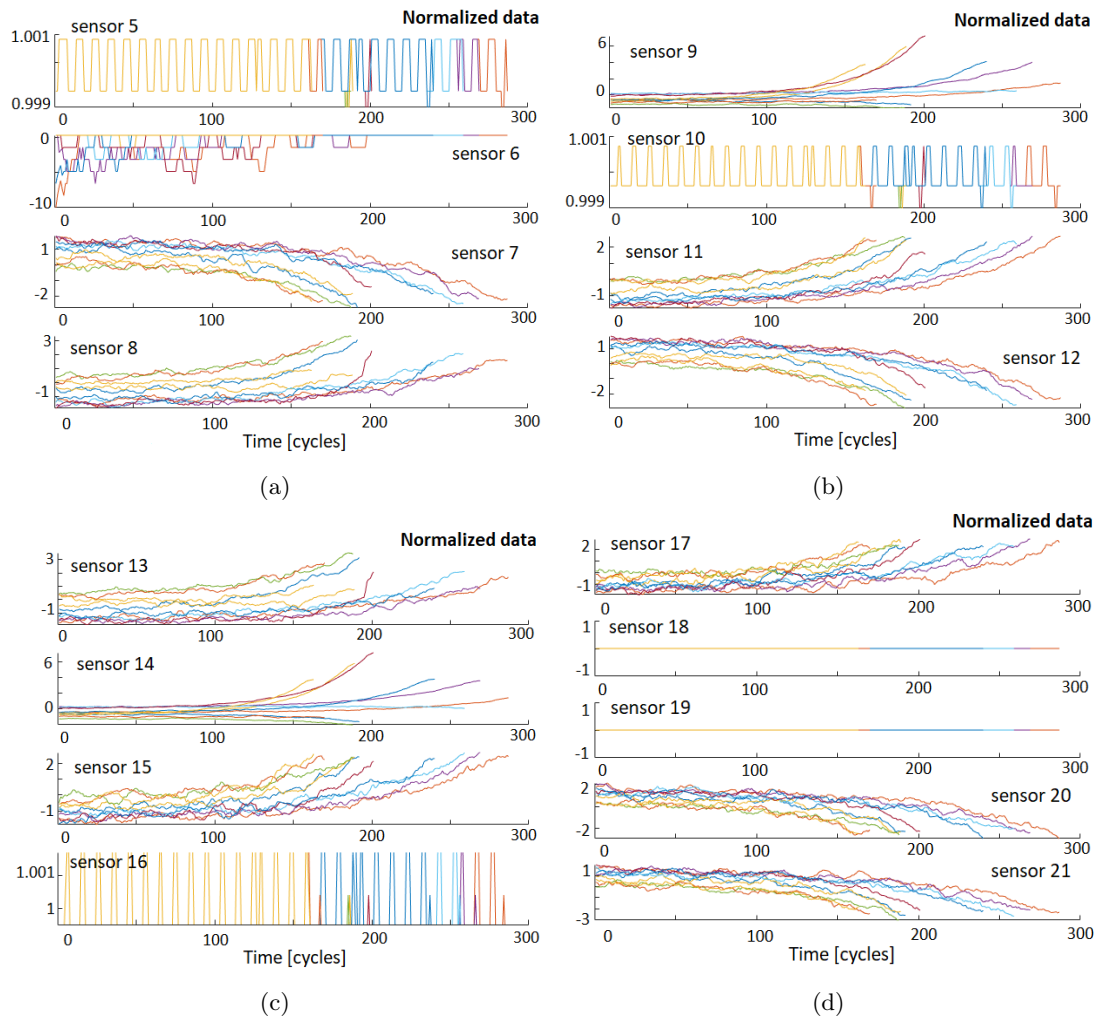 Normalized data
sensor 5
1.001
0.999
0
sensor 6
-10
0 100 200 300
1
sensor 7
-2
0 100 200 300
3
sensor 8
-1
0 100 200 300
Time [cycles]
(a)
Normalized data
6
sensor 9
0
0 100 200 300
1.001
sensor 10
0.999
0 100 200 300
2
sensor 11
-1
0 100 200 300
1
sensor 12
-2
0 100 200 300
Time [cycles]
(b)
Normalized data
3
sensor 13
-1
0 100 200 300
6
sensor 14
0
0 100 200 300
2
sensor 15
-1
0 100 200 300
sensor 16
1.001
1
0 100 200 300
Time [cycles]
(c)
Normalized data
2
sensor 17
-1
0 100 200 300
1
sensor 18
-1
0 100 200 300
1
sensor 19
-1
0 100 200 300
2
sensor 20
-2
0 100 200 300
1
sensor 21
-3
0 100 200 300
Time [cycles]
(d)